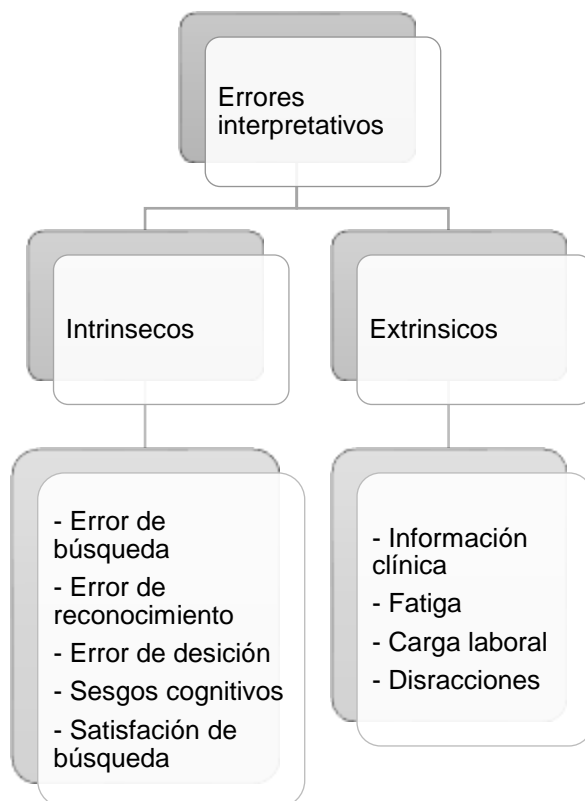 Errores
interpretativos
Intrinsecos
Extrinsicos
- Error de
búsqueda
- Error de
reconocimiento
- Error de desición
- Sesgos cognitivos
- Satisfación de
búsqueda
- Información
clínica
- Fatiga
- Carga laboral
- Disracciones